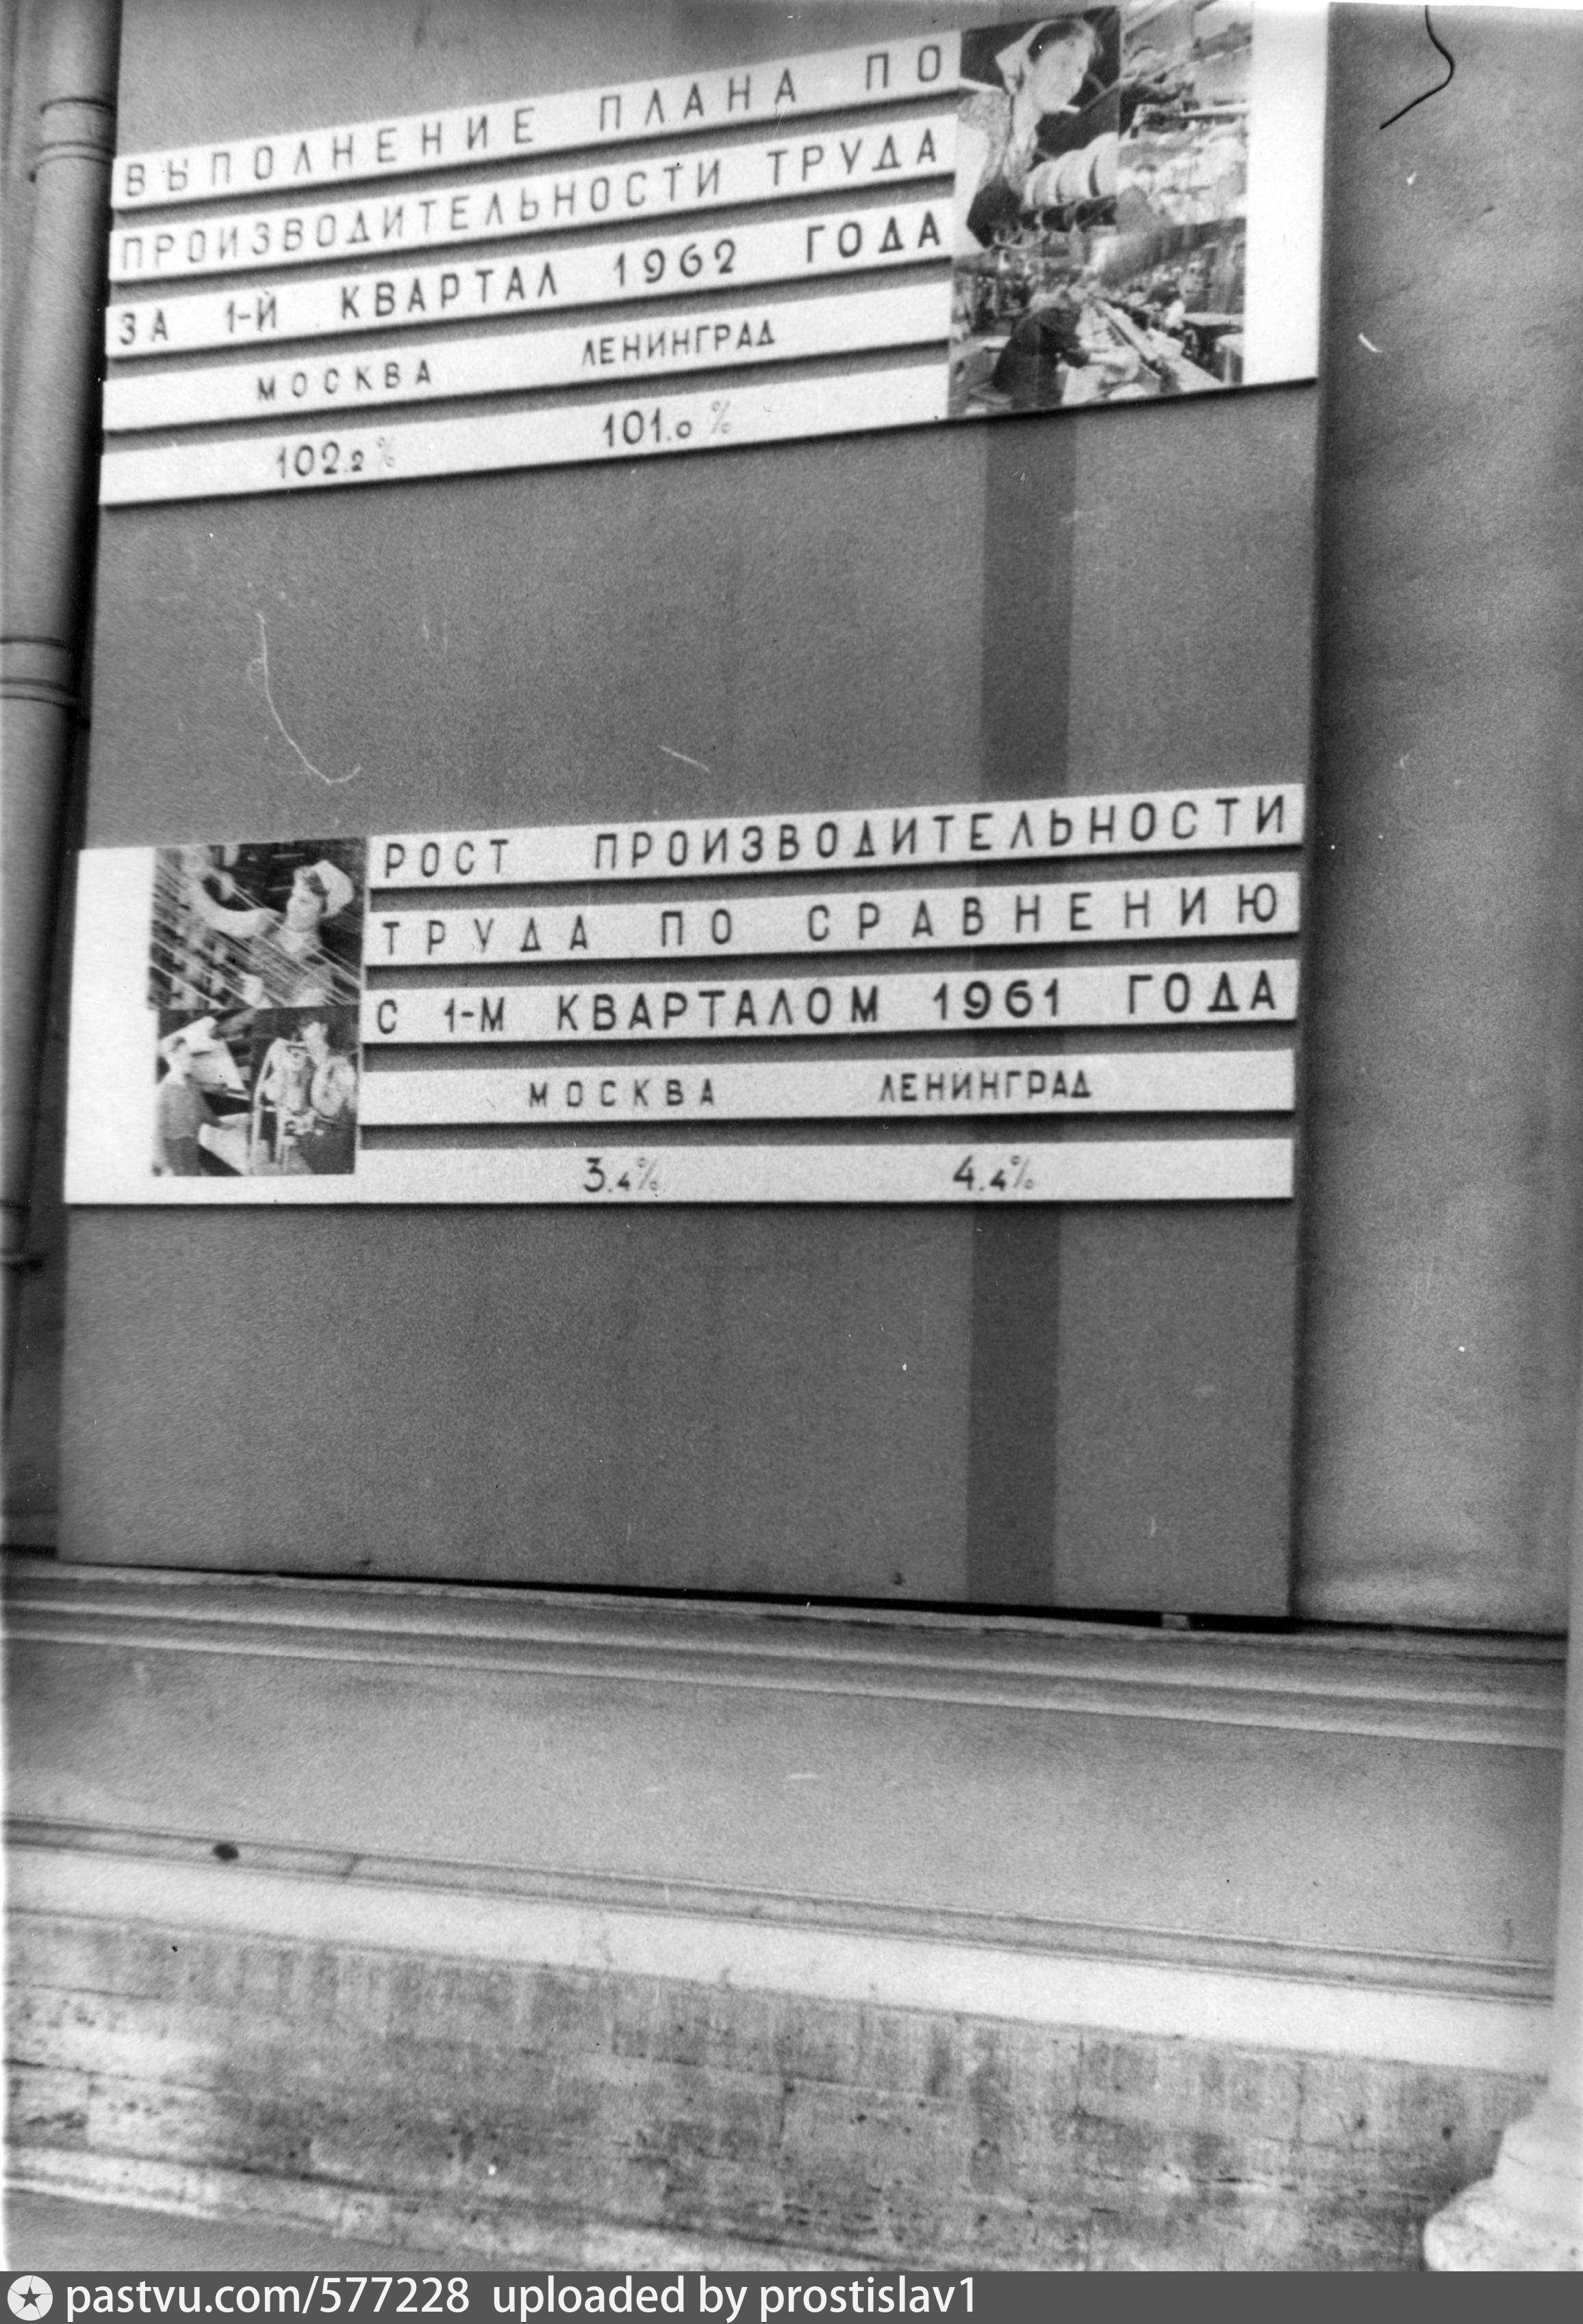 ВЫПОЛНЕНИЕ ПЛАНА ПО
ПРОИЗВОДИТЕЛЬНОСТИ ТРУДА
ЗА 1-Й КВАРТАЛ 1962 ГОДА
МОСКВА ЛЕНИНГРАД
102.2% 101.0%
РОСТ ПРОИЗВОДИТЕЛЬНОСТИ
ТРУДА ПО СРАВНЕНИЮ
С 1-М КВАРТАЛОМ 1961 ГОДА
МОСКВА ЛЕНИНГРАД
3.4% 4.4%
pastvu.com/577228 uploaded by prostislav1